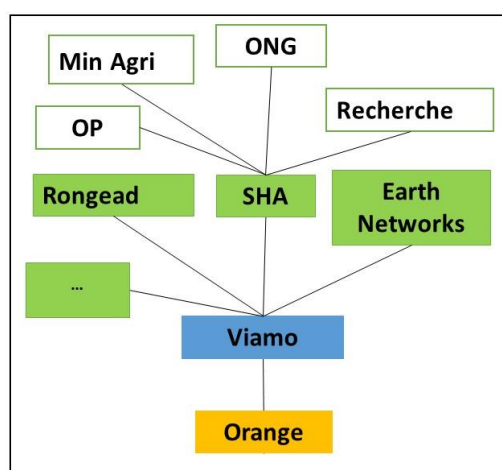 ONG
Min Agri
Recherche
OP
Rongead
SHA
Earth
Networks
...
Viamo
Orange